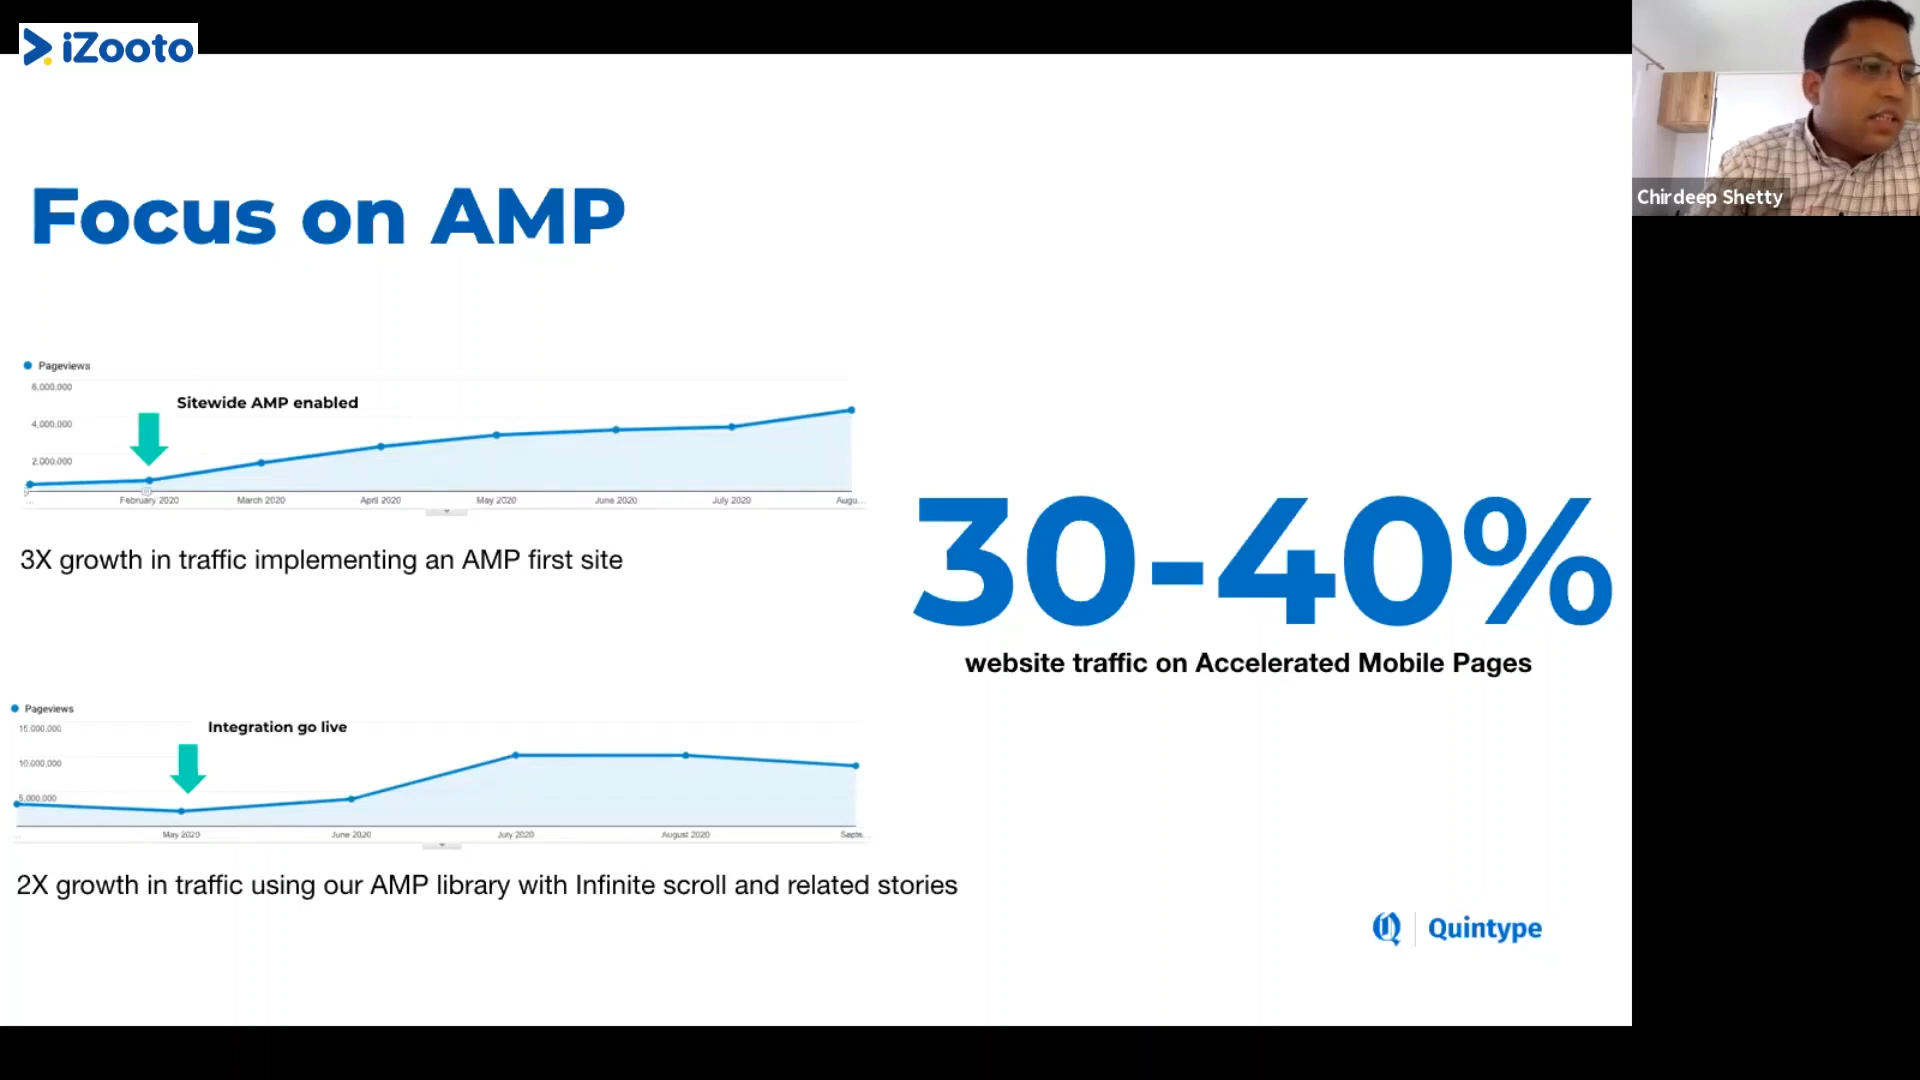 iZooto
Chirdeep Shetty
Focus on AMP
Pageviews
6,000,000
Sitewide AMP enabled
4,000,000
2,000,000
...
February 2020 March 2020 April 2020 May 2020 June 2020 July 2020 Augu...
3X growth in traffic implementing an AMP first site
30-40%
website traffic on Accelerated Mobile Pages
Pageviews
Integration go live
15,000,000
10,000,000
5,000,000
... May 2020 June 2020 July 2020 August 2020 Septe...
2X growth in traffic using our AMP library with Infinite scroll and related stories
Quintype